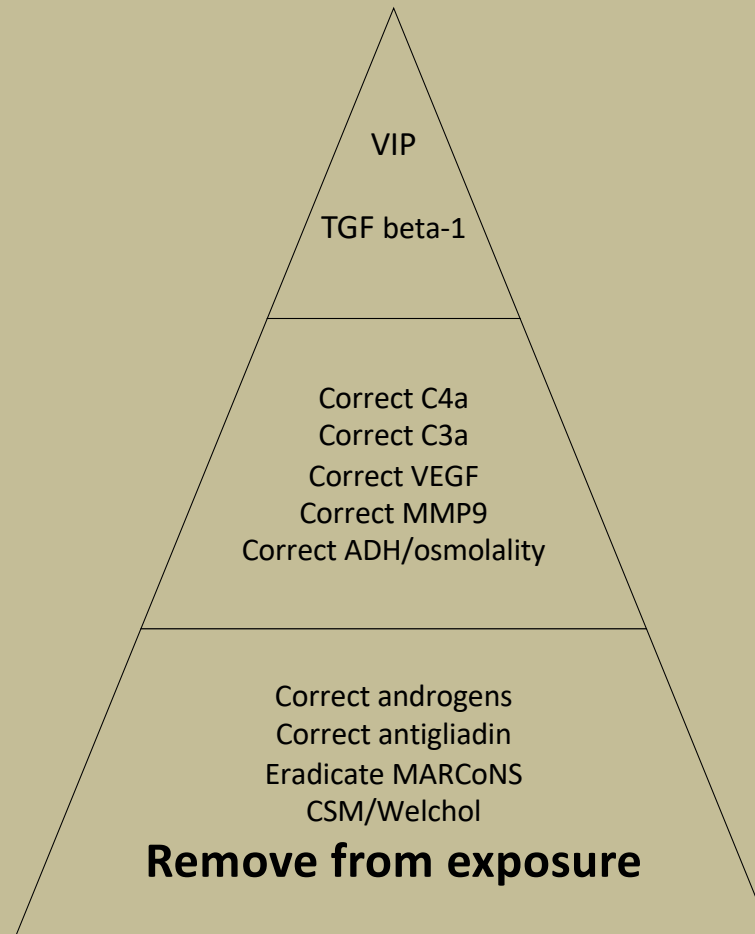 VIP
TGF beta-1
Correct C4a
Correct C3a
Correct VEGF
Correct MMP9
Correct ADH/osmolality
Correct androgens
Correct antigliadin
Eradicate MARCoNS
CSM/Welchol
Remove from exposure